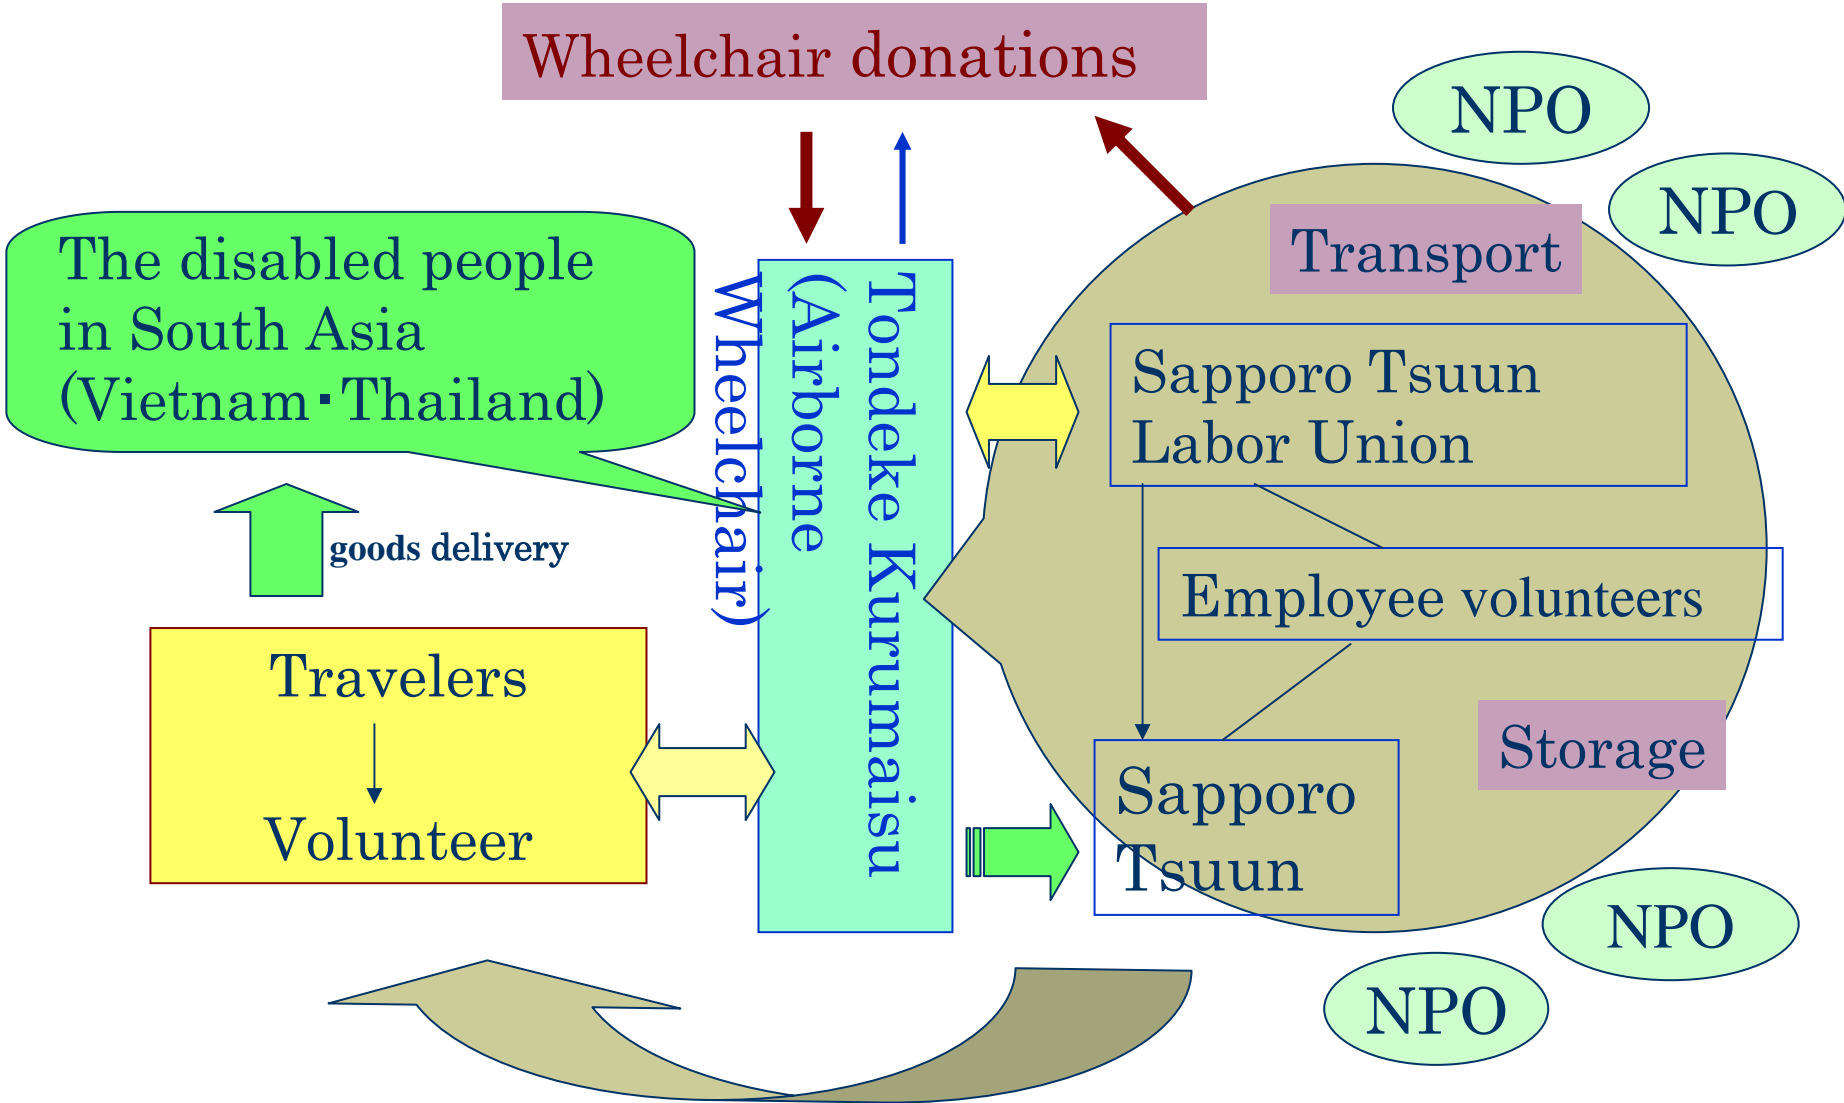 Wheelchair donations
NPO
NPO
Transport
The disabled people
in South Asia
(Vietnam・Thailand)
Tondeke Kurumaisu
(Airborne
Wheelchair)
Sapporo Tsuun
Labor Union
goods delivery
Employee volunteers
Travelers
Volunteer
Storage
Sapporo
Tsuun
NPO
NPO